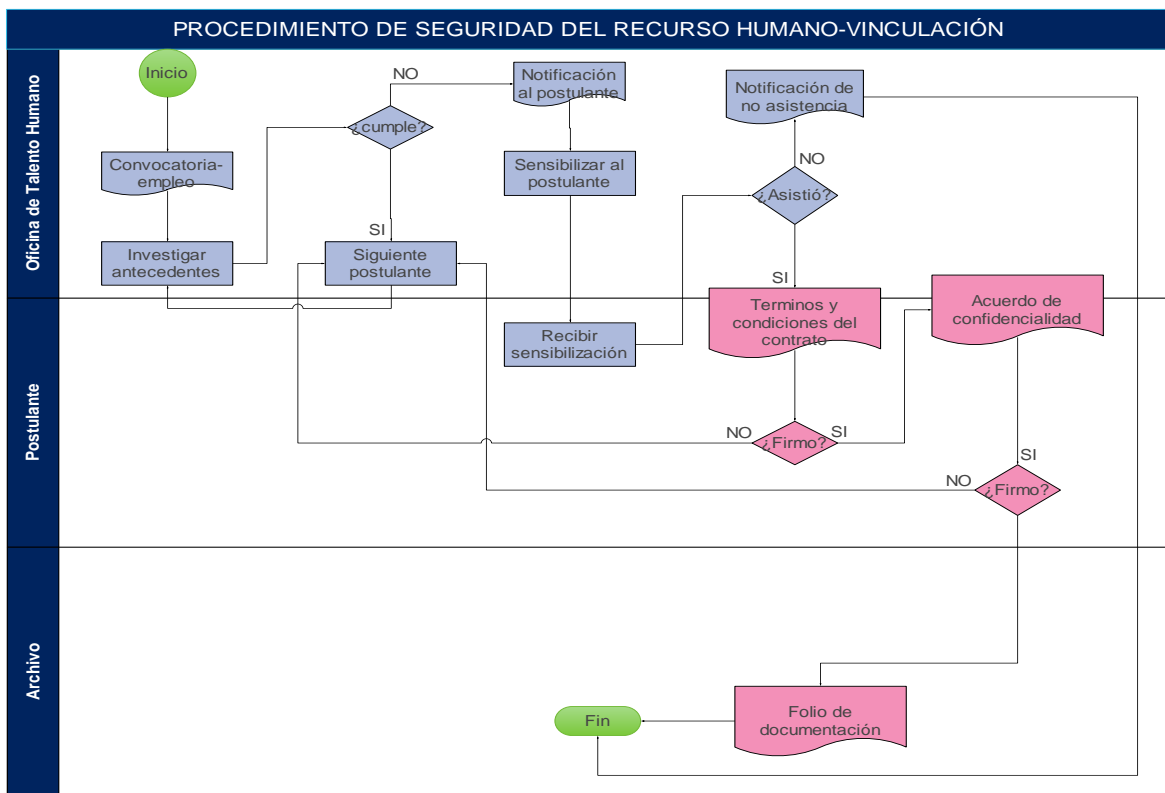 PROCEDIMIENTO DE SEGURIDAD DEL RECURSO HUMANO-VINCULACIÓN
Oficina de Talento Humano
Inicio
Convocatoria-
empleo
Investigar
antecedentes
¿cumple?
NO
SI
Siguiente
postulante
Notificación
al postulante
Sensibilizar al
postulante
Notificación de
no asistencia
NO
¿Asistió?
SI
Postulante
Recibir
sensibilización
Terminos y
condiciones del
contrato
Acuerdo de
confidencialidad
NO
¿Firmo?
SI
SI
NO
¿Firmo?
Archivo
Fin
Folio de
documentación